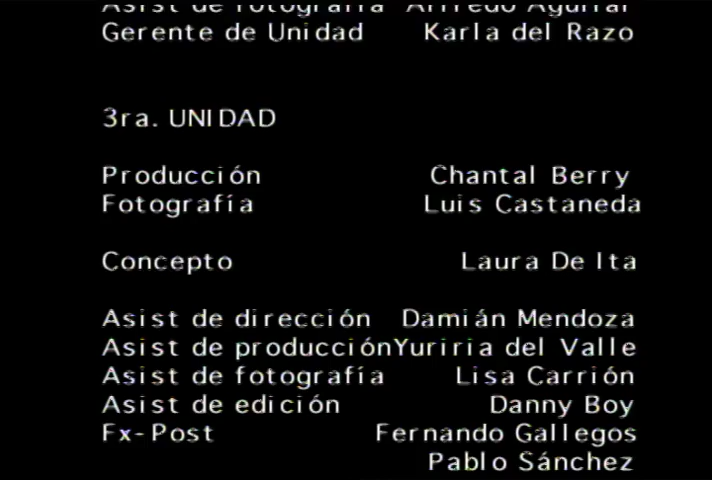 Asist de fotografía Alfredo Aguilar
Gerente de Unidad Karla del Razo
3ra. UNIDAD
Producción Chantal Berry
Fotografía Luis Castaneda
Concepto Laura De Ita
Asist de dirección Damián Mendoza
Asist de producciónYuriria del Valle
Asist de fotografía Lisa Carrión
Asist de edición Danny Boy
Fx-Post Fernando Gallegos
Pablo Sánchez